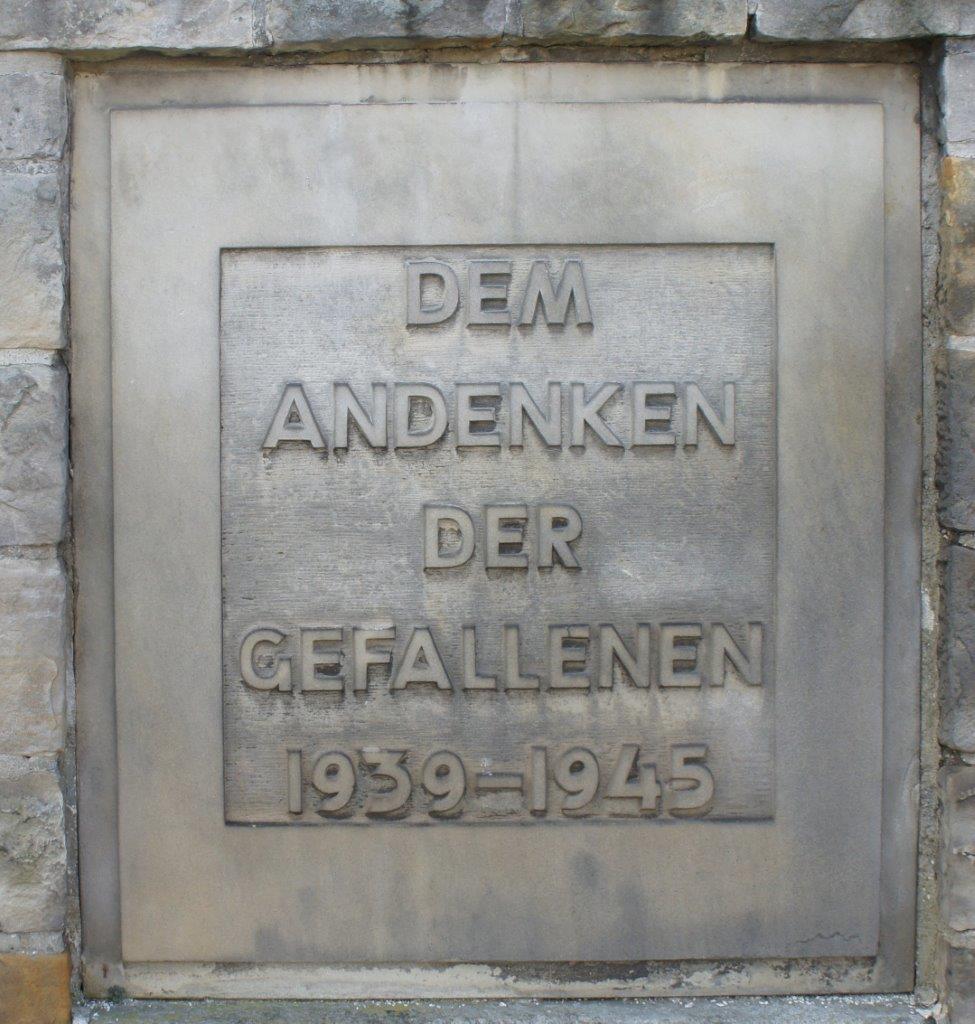 DEM
ANDENKEN
DER
GEFALLENEN
1939-1945